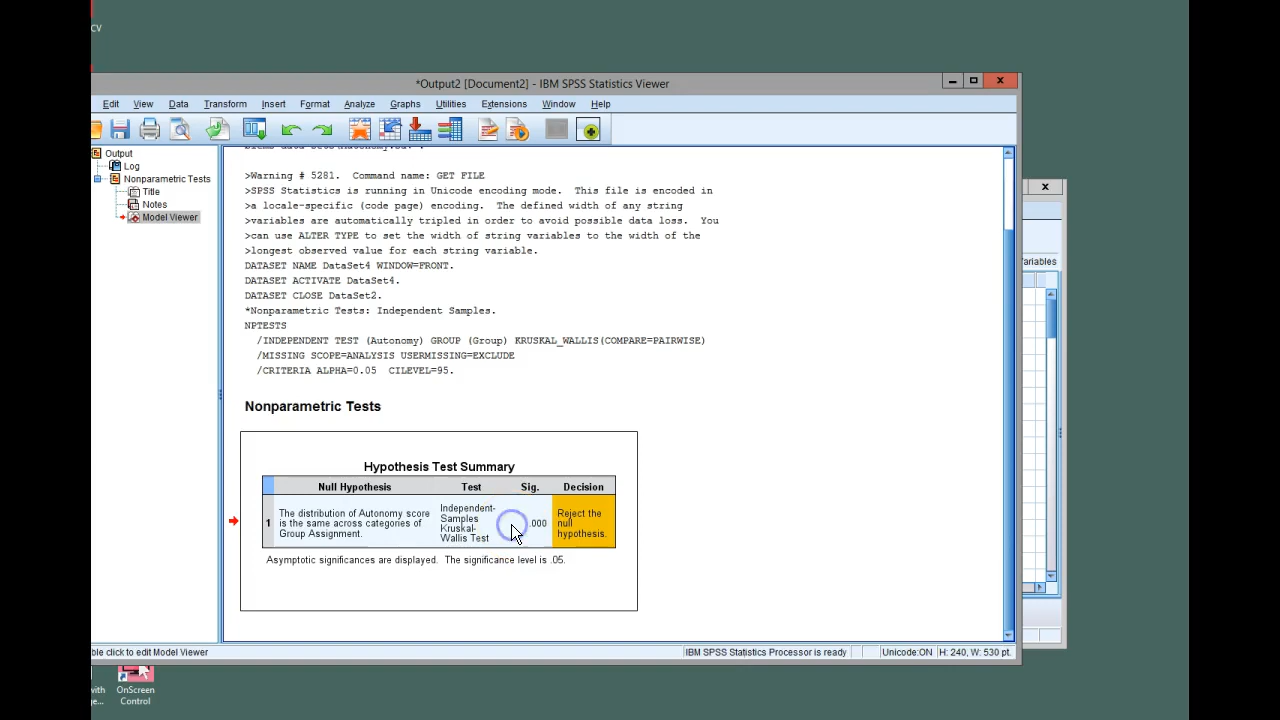 CV
*Output2 [Document2] - IBM SPSS Statistics Viewer
Edit View Data Transform Insert Format Analyze Graphs Utilities Extensions Window Help
Output
Log
Nonparametric Tests
Title
Notes
Model Viewer
>Warning # 5281. Command name: GET FILE
>SPSS Statistics is running in Unicode encoding mode. This file is encoded in
>a locale-specific (code page) encoding. The defined width of any string
>variables are automatically tripled in order to avoid possible data loss. You
>can use ALTER TYPE to set the width of string variables to the width of the
>longest observed value for each string variable.
DATASET NAME DataSet4 WINDOW=FRONT.
DATASET ACTIVATE DataSet4.
DATASET CLOSE DataSet2.
*Nonparametric Tests: Independent Samples.
NPTESTS
/INDEPENDENT TEST (Autonomy) GROUP (Group) KRUSKAL_WALLIS(COMPARE=PAIRWISE)
/MISSING SCOPE=ANALYSIS USERMISSING=EXCLUDE
/CRITERIA ALPHA=0.05 CILEVEL=95.
Nonparametric Tests
Hypothesis Test Summary
Null Hypothesis Test Sig. Decision
1
The distribution of Autonomy score
is the same across categories of
Group Assignment.
Independent-
Samples
Kruskal-
Wallis Test
.000
Reject the
null
hypothesis.
Asymptotic significances are displayed. The significance level is .05.
ariables
ble click to edit Model Viewer
IBM SPSS Statistics Processor is ready
Unicode:ON H: 240, W: 530 pt.
with
ge...
OnScreen
Control